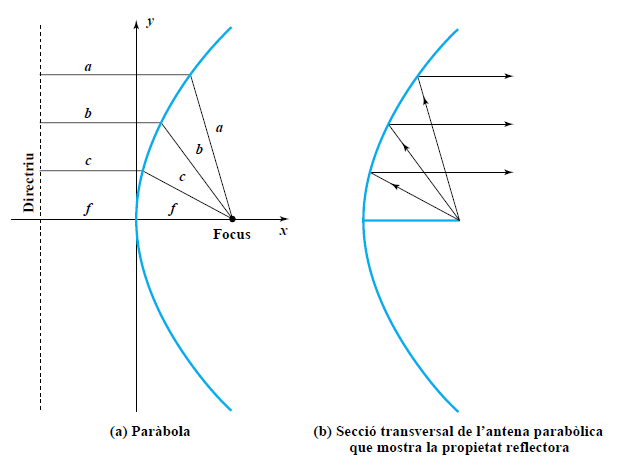 y
a
a
b
b
c
c
Directriu
f
f
Focus
x
(a) Paràbola
(b) Secció transversal de l'antena parabòlica
que mostra la propietat reflectora